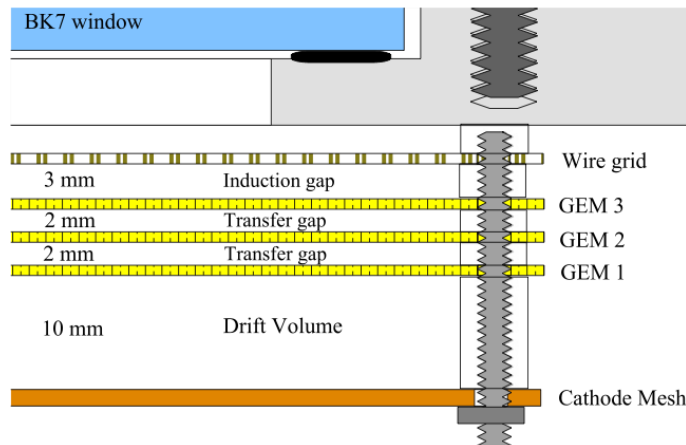 BK7 window
Wire grid
3 mm Induction gap
GEM 3
2 mm Transfer gap
GEM 2
2 mm Transfer gap
GEM 1
10 mm Drift Volume
Cathode Mesh